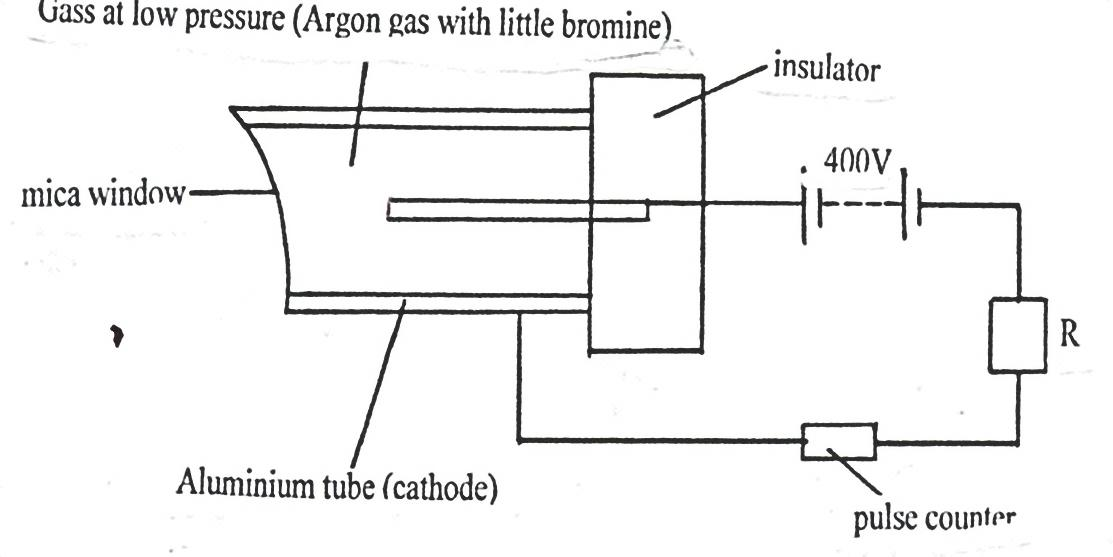 Gass at low pressure (Argon gas with little bromine)
insulator
400V
mica window
R
Aluminium tube (cathode)
pulse counter